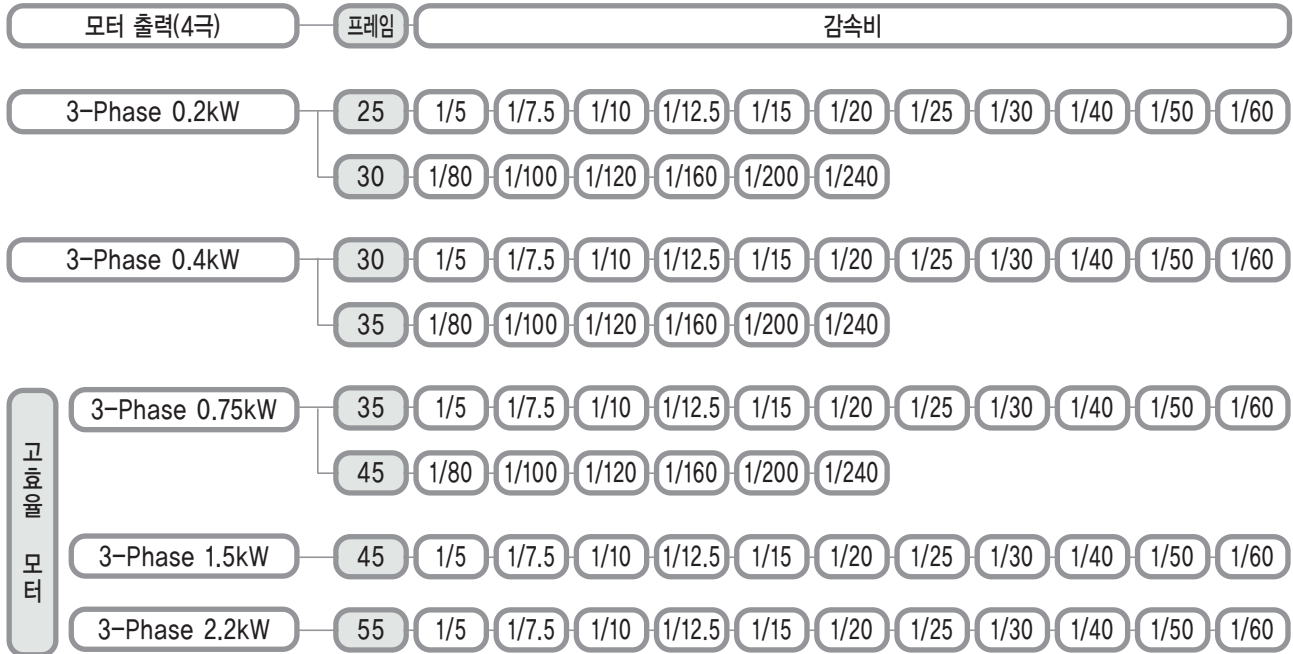 모터 출력(4극) 프레임 감속비
3-Phase 0.2kW 25 1/5 1/7.5 1/10 1/12.5 1/15 1/20 1/25 1/30 1/40 1/50 1/60
30 1/80 1/100 1/120 1/160 1/200 1/240
3-Phase 0.4kW 30 1/5 1/7.5 1/10 1/12.5 1/15 1/20 1/25 1/30 1/40 1/50 1/60
35 1/80 1/100 1/120 1/160 1/200 1/240
고효율 모터
3-Phase 0.75kW 35 1/5 1/7.5 1/10 1/12.5 1/15 1/20 1/25 1/30 1/40 1/50 1/60
45 1/80 1/100 1/120 1/160 1/200 1/240
3-Phase 1.5kW 45 1/5 1/7.5 1/10 1/12.5 1/15 1/20 1/25 1/30 1/40 1/50 1/60
3-Phase 2.2kW 55 1/5 1/7.5 1/10 1/12.5 1/15 1/20 1/25 1/30 1/40 1/50 1/60